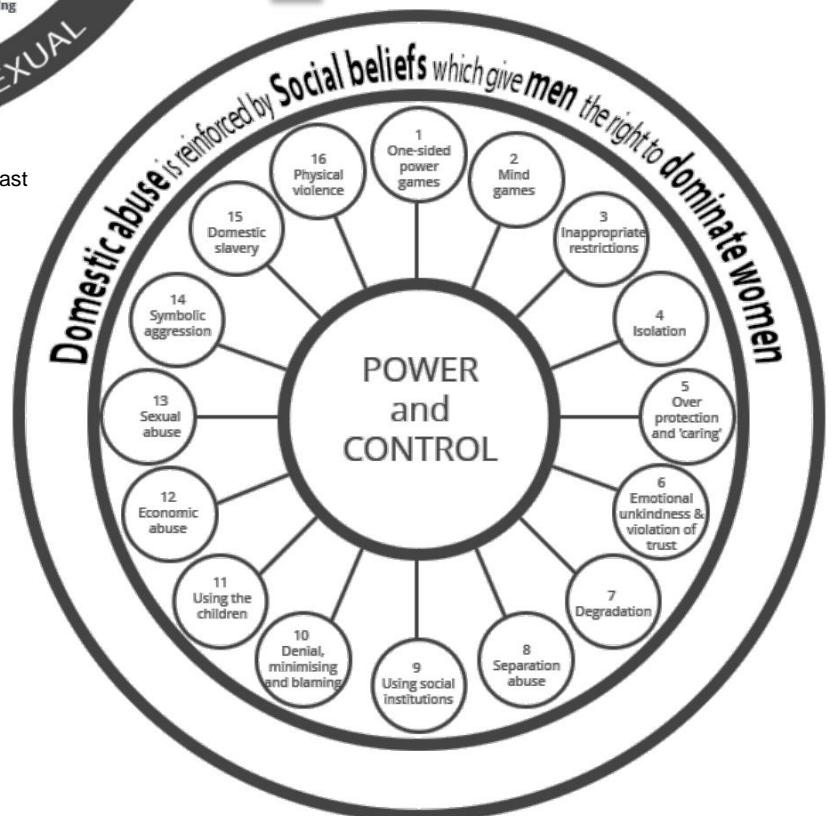 ng
EXUAL
ast
Domestic abuse is reinforced by Social beliefs which give men the right to dominate women
1
One-sided
power
games
2
Mind
games
3
Inappropriate
restrictions
4
Isolation
5
Over
protection
and 'caring'
6
Emotional
unkindness &
violation of
trust
7
Degradation
8
Separation
abuse
9
Using social
institutions
10
Denial,
minimising
and blaming
11
Using the
children
12
Economic
abuse
13
Sexual
abuse
14
Symbolic
aggression
15
Domestic
slavery
16
Physical
violence
POWER
and
CONTROL